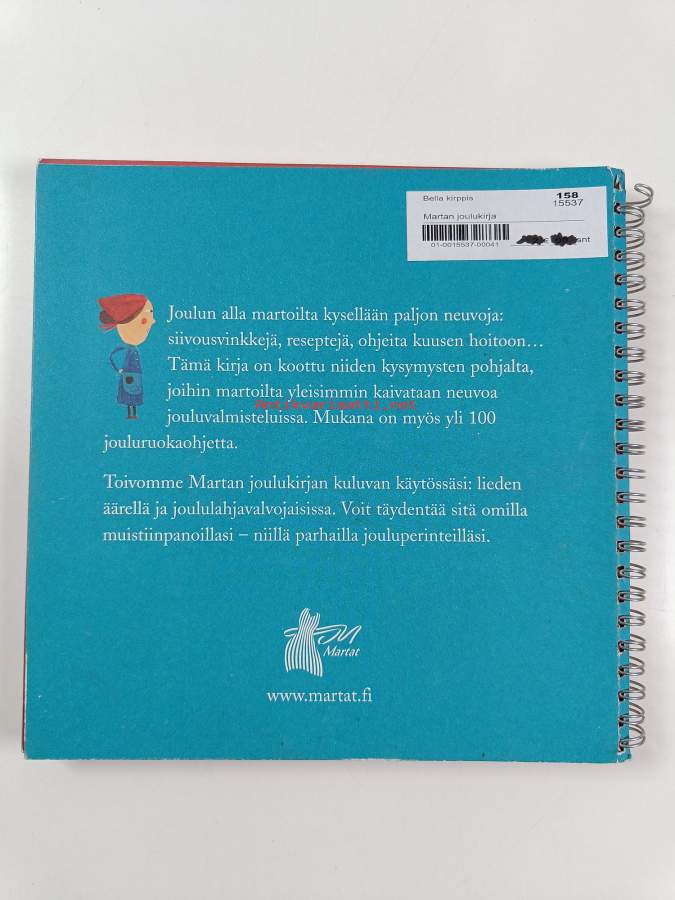 Bella kirppis 158
15537
Martan joulukirja
01-0015537-00041
Joulun alla martoilta kysellään paljon neuvoja:
siivousvinkkejä, reseptejä, ohjeita kuusen hoitoon…
Tämä kirja on koottu niiden kysymysten pohjalta,
joihin martoilta yleisimmin kaivataan neuvoa
Antikvariaatti.net
jouluvalmisteluissa. Mukana on myös yli 100
jouluruokaohjetta.
Toivomme Martan joulukirjan kuluvan käytössäsi: lieden
äärellä ja joululahjavalvojaisissa. Voit täydentää sitä omilla
muistiinpanoillasi – niillä parhailla jouluperinteilläsi.
M
Martat
www.martat.fi